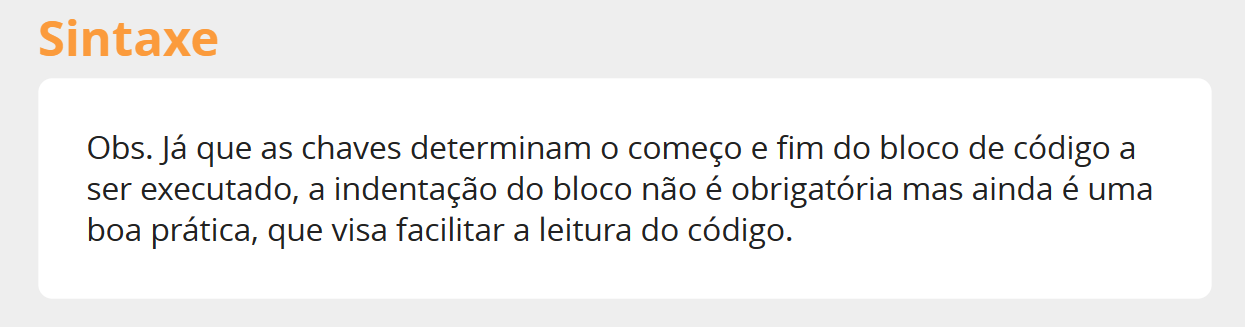 Sintaxe
Obs. Já que as chaves determinam o começo e fim do bloco de código a
ser executado, a indentação do bloco não é obrigatória mas ainda é uma
boa prática, que visa facilitar a leitura do código.